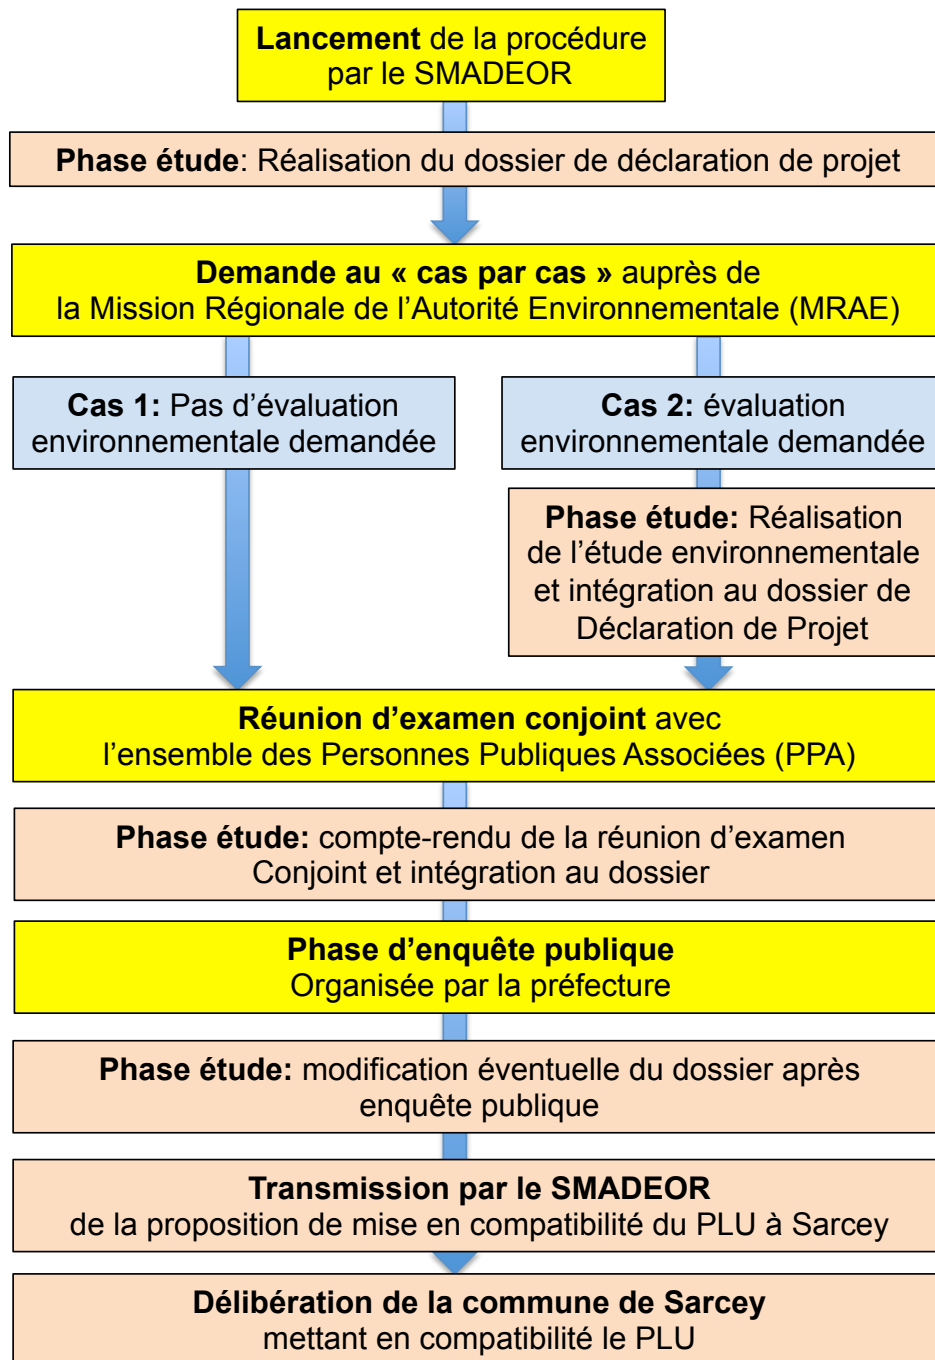 Lancement de la procédure
par le SMADEOR
Phase étude: Réalisation du dossier de déclaration de projet
Demande au « cas par cas » auprès de
la Mission Régionale de l’Autorité Environnementale (MRAE)
Cas 1: Pas d’évaluation
environnementale demandée
Cas 2: évaluation
environnementale demandée
Phase étude: Réalisation
de l’étude environnementale
et intégration au dossier de
Déclaration de Projet
Réunion d’examen conjoint avec
l’ensemble des Personnes Publiques Associées (PPA)
Phase étude: compte-rendu de la réunion d’examen
Conjoint et intégration au dossier
Phase d’enquête publique
Organisée par la préfecture
Phase étude: modification éventuelle du dossier après
enquête publique
Transmission par le SMADEOR
de la proposition de mise en compatibilité du PLU à Sarcey
Délibération de la commune de Sarcey
mettant en compatibilité le PLU